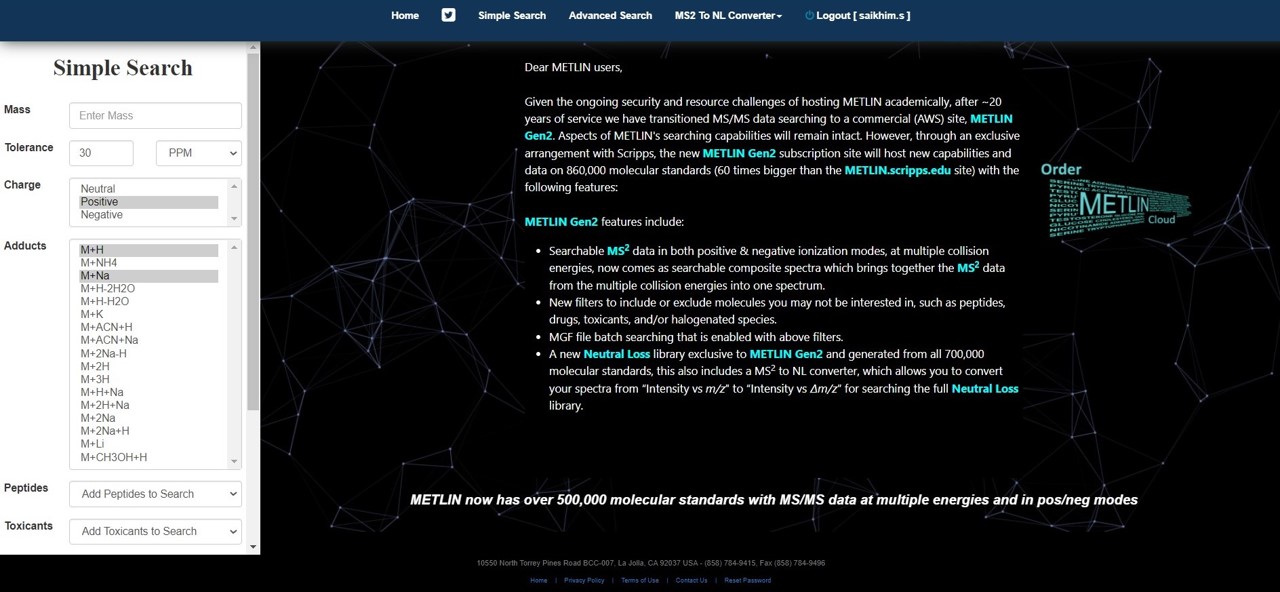 Home
Simple Search
Advanced Search
MS2 To NL Converter
Logout [ saikhim.s ]
Simple Search
Mass
Enter Mass
Tolerance
30
PPM
Charge
Neutral
Positive
Negative
Adducts
M+H
M+NH4
M+Na
M+H-2H2O
M+H-H2O
M+K
M+ACN+H
M+ACN+Na
M+2Na-H
M+2H
M+3H
M+H+Na
M+2H+Na
M+2Na
M+2Na+H
M+Li
M+CH3OH+H
Peptides
Add Peptides to Search
Toxicants
Add Toxicants to Search
Dear METLIN users,
Given the ongoing security and resource challenges of hosting METLIN academically, after ~20
years of service we have transitioned MS/MS data searching to a commercial (AWS) site, METLIN
Gen2. Aspects of METLIN's searching capabilities will remain intact. However, through an exclusive
arrangement with Scripps, the new METLIN Gen2 subscription site will host new capabilities and
data on 860,000 molecular standards (60 times bigger than the METLIN.scripps.edu site) with the
following features:
METLIN Gen2 features include:
• Searchable MS² data in both positive & negative ionization modes, at multiple collision
energies, now comes as searchable composite spectra which brings together the MS² data
from the multiple collision energies into one spectrum.
• New filters to include or exclude molecules you may not be interested in, such as peptides,
drugs, toxicants, and/or halogenated species.
• MGF file batch searching that is enabled with above filters.
• A new Neutral Loss library exclusive to METLIN Gen2 and generated from all 700,000
molecular standards, this also includes a MS² to NL converter, which allows you to convert
your spectra from "Intensity vs m/z" to "Intensity vs Δm/z" for searching the full Neutral Loss
library.
Order
METLIN
Cloud
METLIN now has over 500,000 molecular standards with MS/MS data at multiple energies and in pos/neg modes
10550 North Torrey Pines Road BCC-007, La Jolla, CA 92037 USA - (858) 784-9415, Fax (858) 784-9496
Home | Privacy Policy | Terms of Use | Contact Us | Reset Password